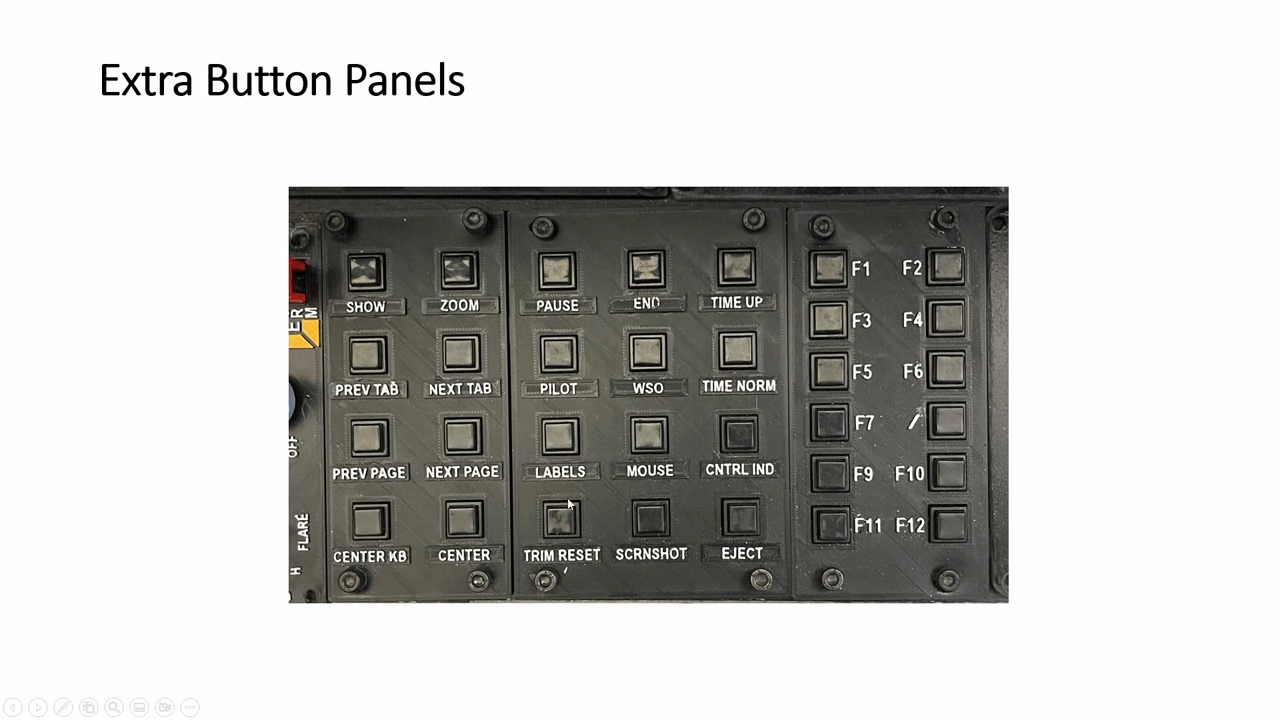 Extra Button Panels
SHOW ZOOM PAUSE END TIME UP F1 F2
F3 F4
PREV TAB NEXT TAB PILOT WSO TIME NORM F5 F6
F7 /
PREV PAGE NEXT PAGE LABELS MOUSE CNTRL IND F9 F10
CENTER KB CENTER TRIM RESET SCRNSHOT EJECT F11 F12
ER
M
OFF
FLARE
H